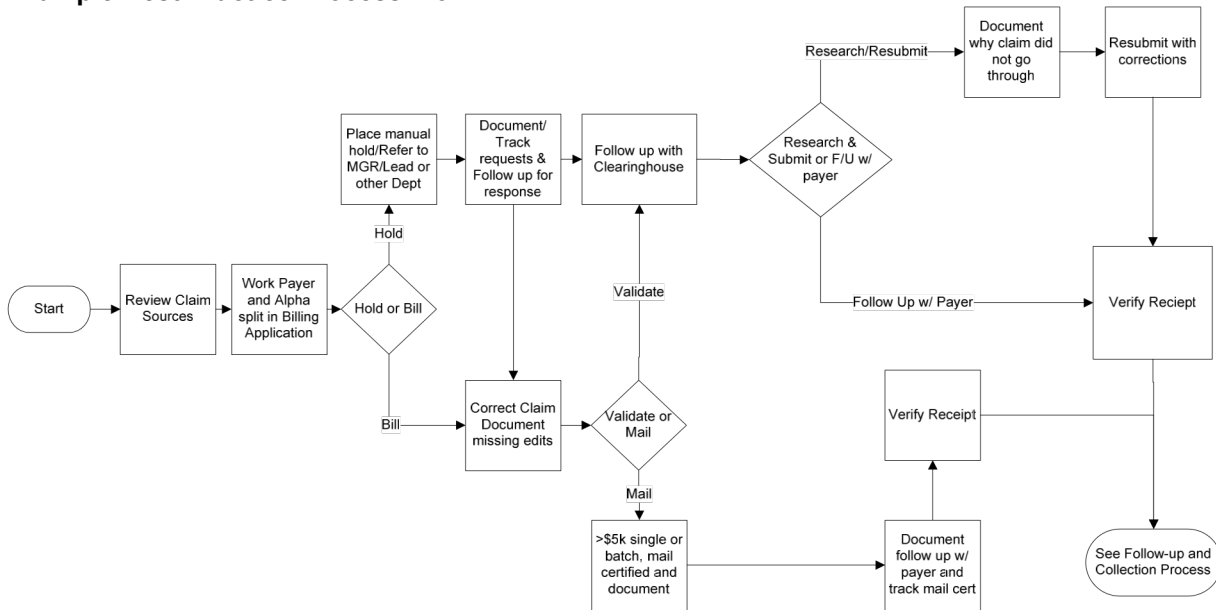 Start
Review Claim
Sources
Work Payer
and Alpha
split in Billing
Application
Hold or Bill
Hold
Place manual
hold/Refer to
MGR/Lead or
other Dept
Document/
Track
requests &
Follow up for
response
Follow up with
Clearinghouse
Research &
Submit or F/U w/
payer
Research/Resubmit
Document
why claim did
not go
through
Resubmit with
corrections
Follow Up w/ Payer
Verify Reciept
Bill
Correct Claim
Document
missing edits
Validate or
Mail
Validate
Mail
>$5k single or
batch, mail
certified and
document
Document
follow up w/
payer and
track mail cert
Verify Receipt
See Follow-up and
Collection Process